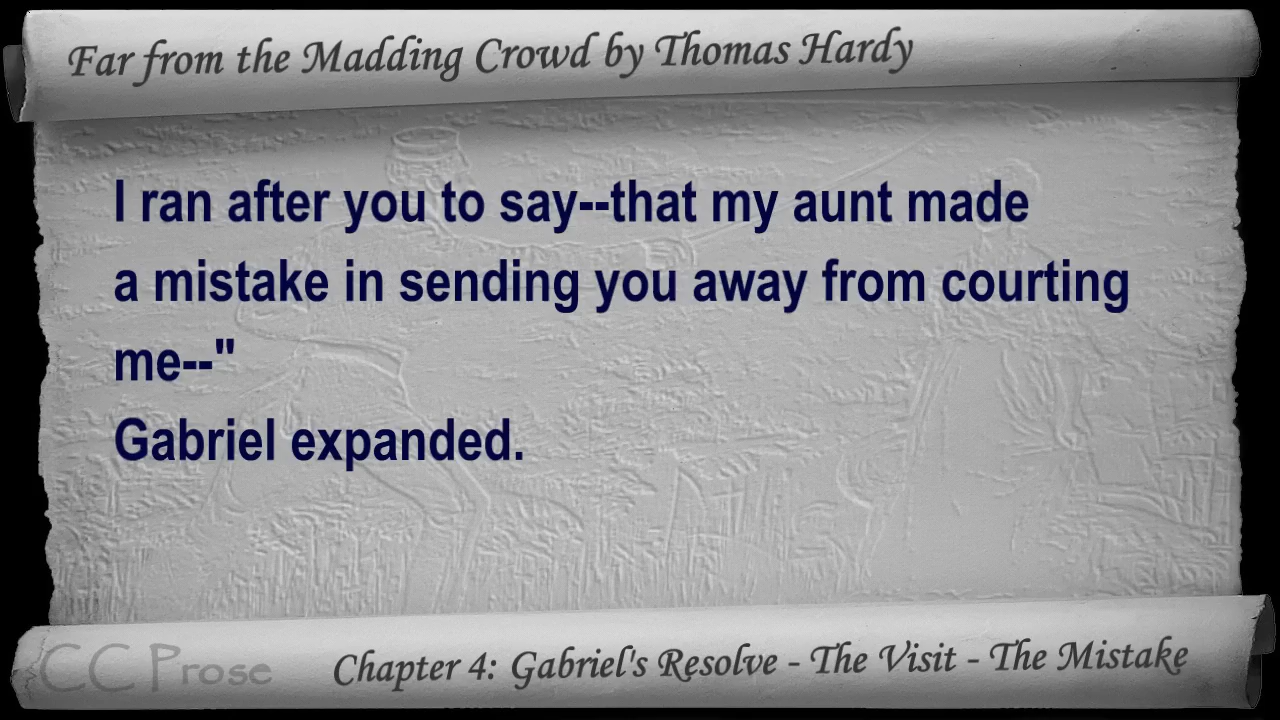 Far from the Madding Crowd by Thomas Hardy
I ran after you to say--that my aunt made
a mistake in sending you away from courting
me--"
Gabriel expanded.
CC Prose
Chapter 4: Gabriel's Resolve - The Visit - The Mistake